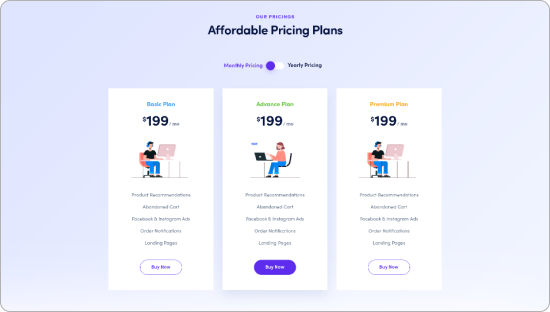 OUR PRICINGS
Affordable Pricing Plans
Monthly Pricing Yearly Pricing
Basic Plan
$199/ mo
Product Recommendations
Abandoned Cart
Facebook & Instagram Ads
Order Notifications
Landing Pages
Buy Now
Advance Plan
$199/ mo
Product Recommendations
Abandoned Cart
Facebook & Instagram Ads
Order Notifications
Landing Pages
Buy Now
Premium Plan
$199/ mo
Product Recommendations
Abandoned Cart
Facebook & Instagram Ads
Order Notifications
Landing Pages
Buy Now